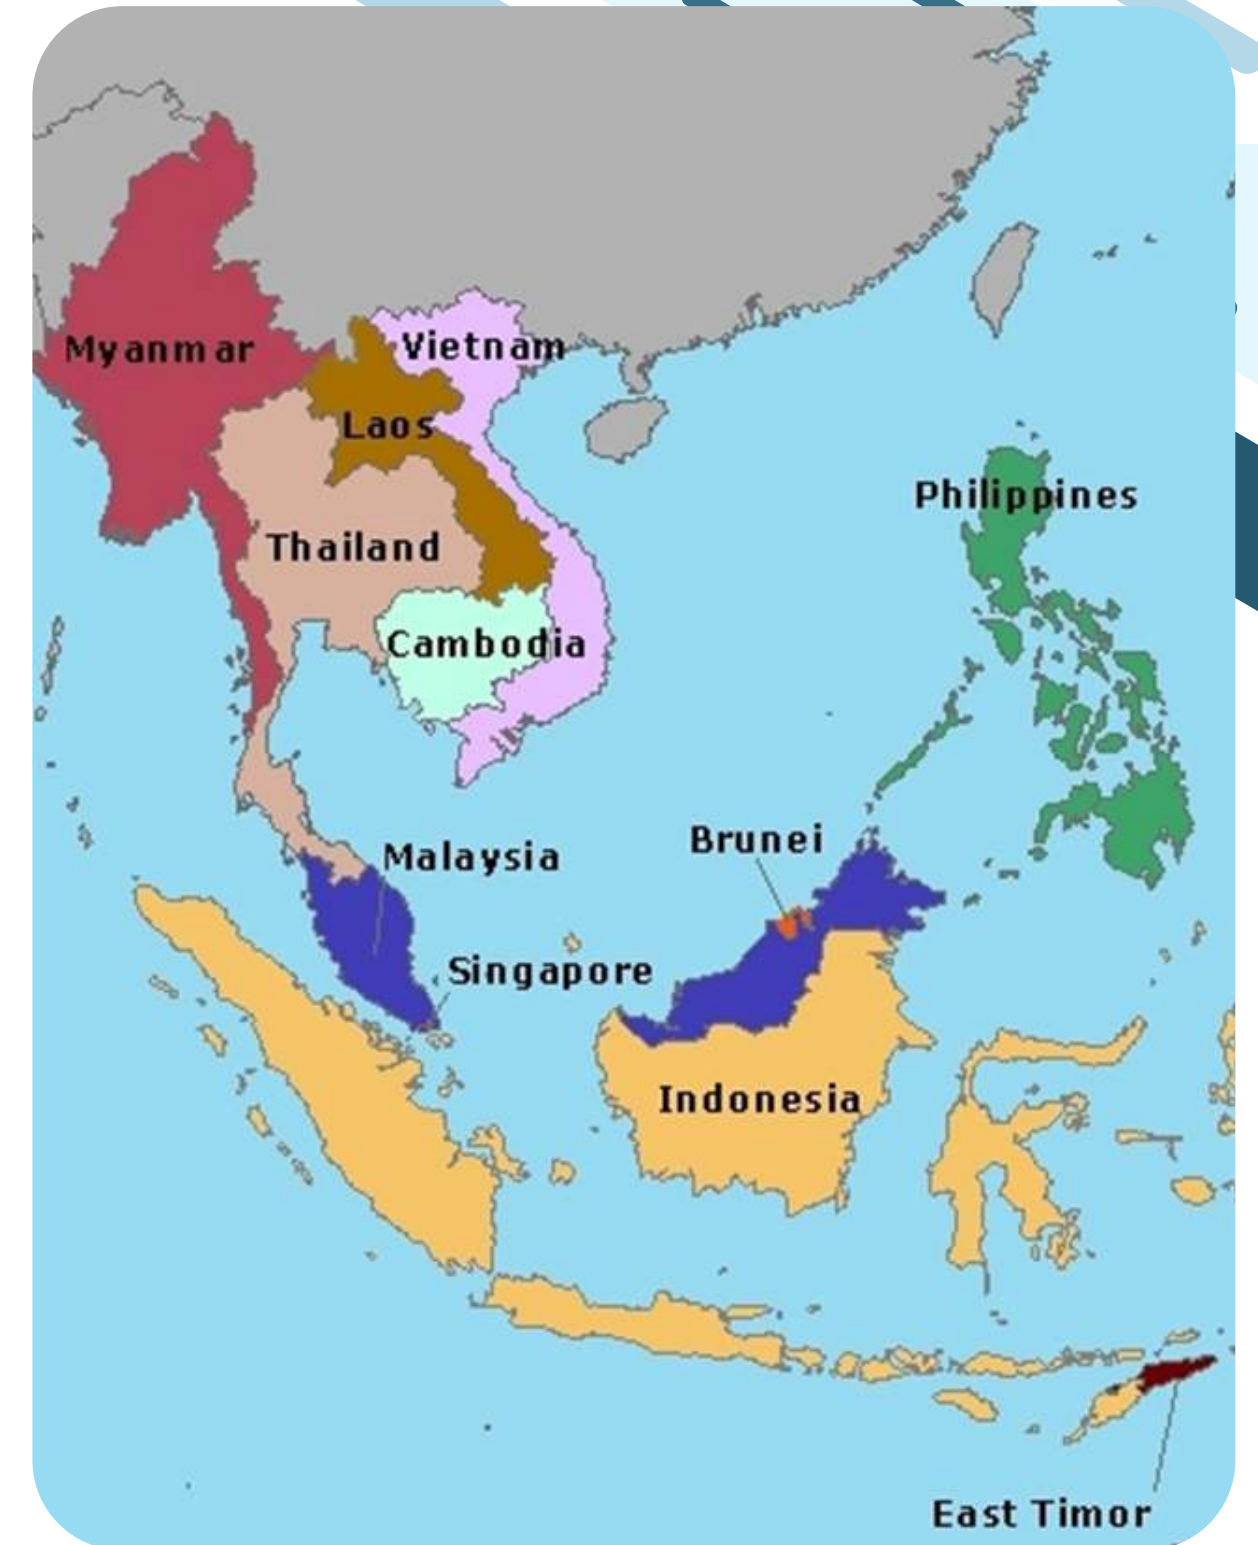 Myanmar
Vietnam
Laos
Philippines
Thailand
Cambodia
Brunei
Malaysia
Singapore
Indonesia
East Timor